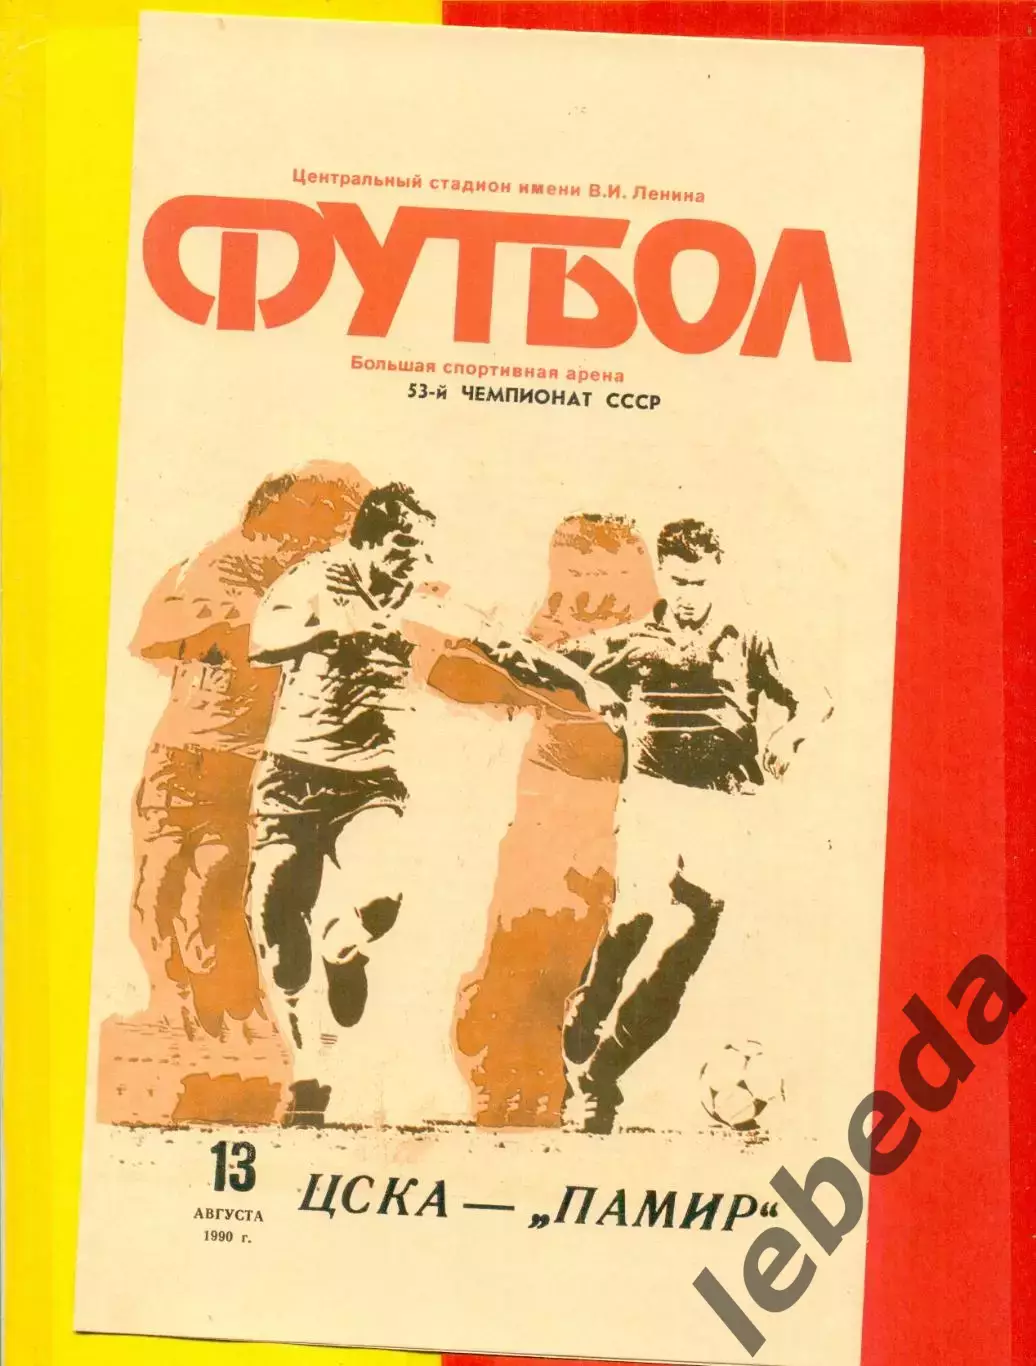 Центральный стадион имени В.И. Ленина
ФУТБОЛ
Большая спортивная арена
53-й ЧЕМПИОНАТ СССР
13
АВГУСТА
1990 г.
ЦСКА — „ПАМИР“
lebeda